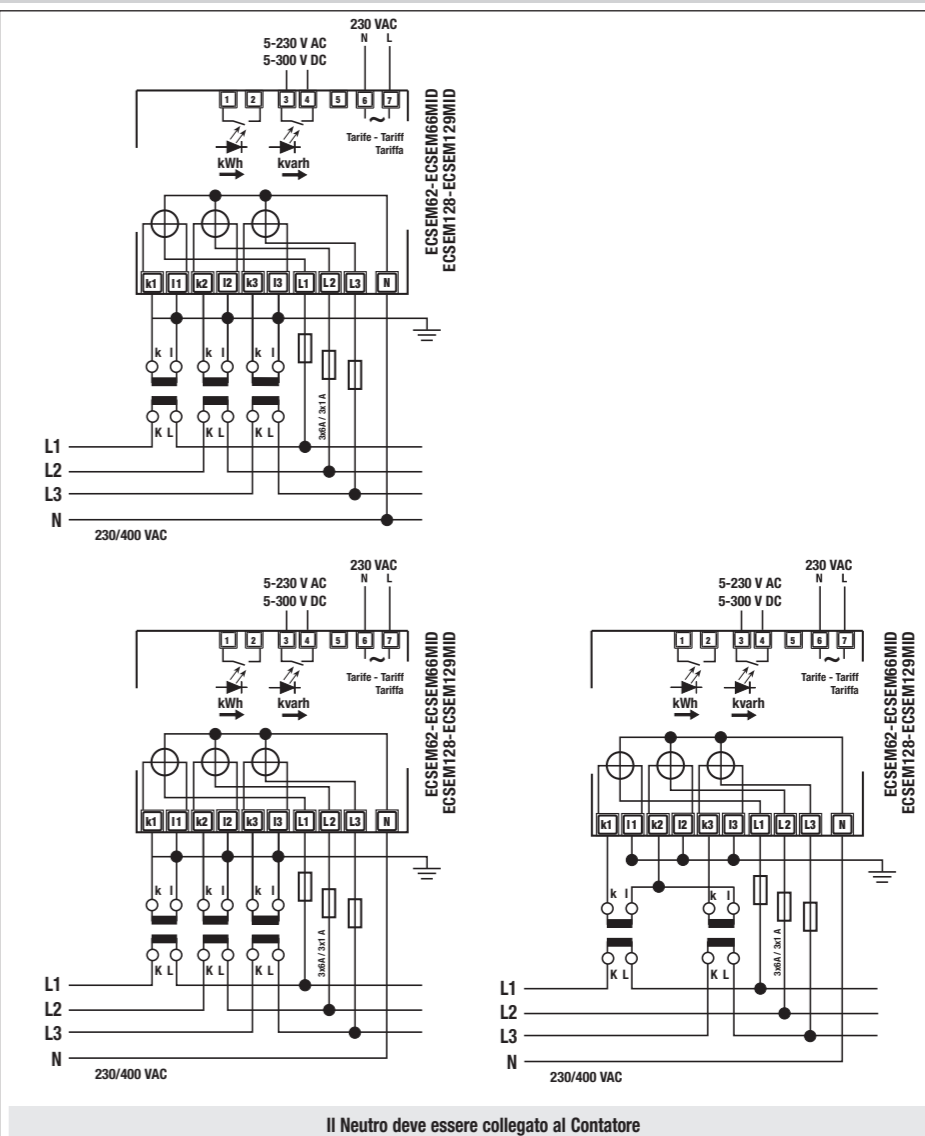 230 VAC
N L
5-230 V AC
5-300 V DC
1 2 3 4 5 6 7
~
Tarife - Tariff
Tariffa
kWh kvarh
ECSEM62-ECSEM66MID
ECSEM128-ECSEM129MID
k1 l1 k2 l2 k3 l3 L1 L2 L3 N
k l k l k l
3x6A / 3x1 A
K L K L K L
L1
L2
L3
N
230/400 VAC
230 VAC
N L
5-230 V AC
5-300 V DC
1 2 3 4 5 6 7
~
Tarife - Tariff
Tariffa
kWh kvarh
ECSEM62-ECSEM66MID
ECSEM128-ECSEM129MID
k1 l1 k2 l2 k3 l3 L1 L2 L3 N
k l k l k l
3x6A / 3x1 A
K L K L K L
L1
L2
L3
N
230/400 VAC
230 VAC
N L
5-230 V AC
5-300 V DC
1 2 3 4 5 6 7
~
Tarife - Tariff
Tariffa
kWh kvarh
ECSEM62-ECSEM66MID
ECSEM128-ECSEM129MID
k1 l1 k2 l2 k3 l3 L1 L2 L3 N
k l k l
3x6A / 3x1 A
K L K L
L1
L2
L3
N
230/400 VAC
Il Neutro deve essere collegato al Contatore